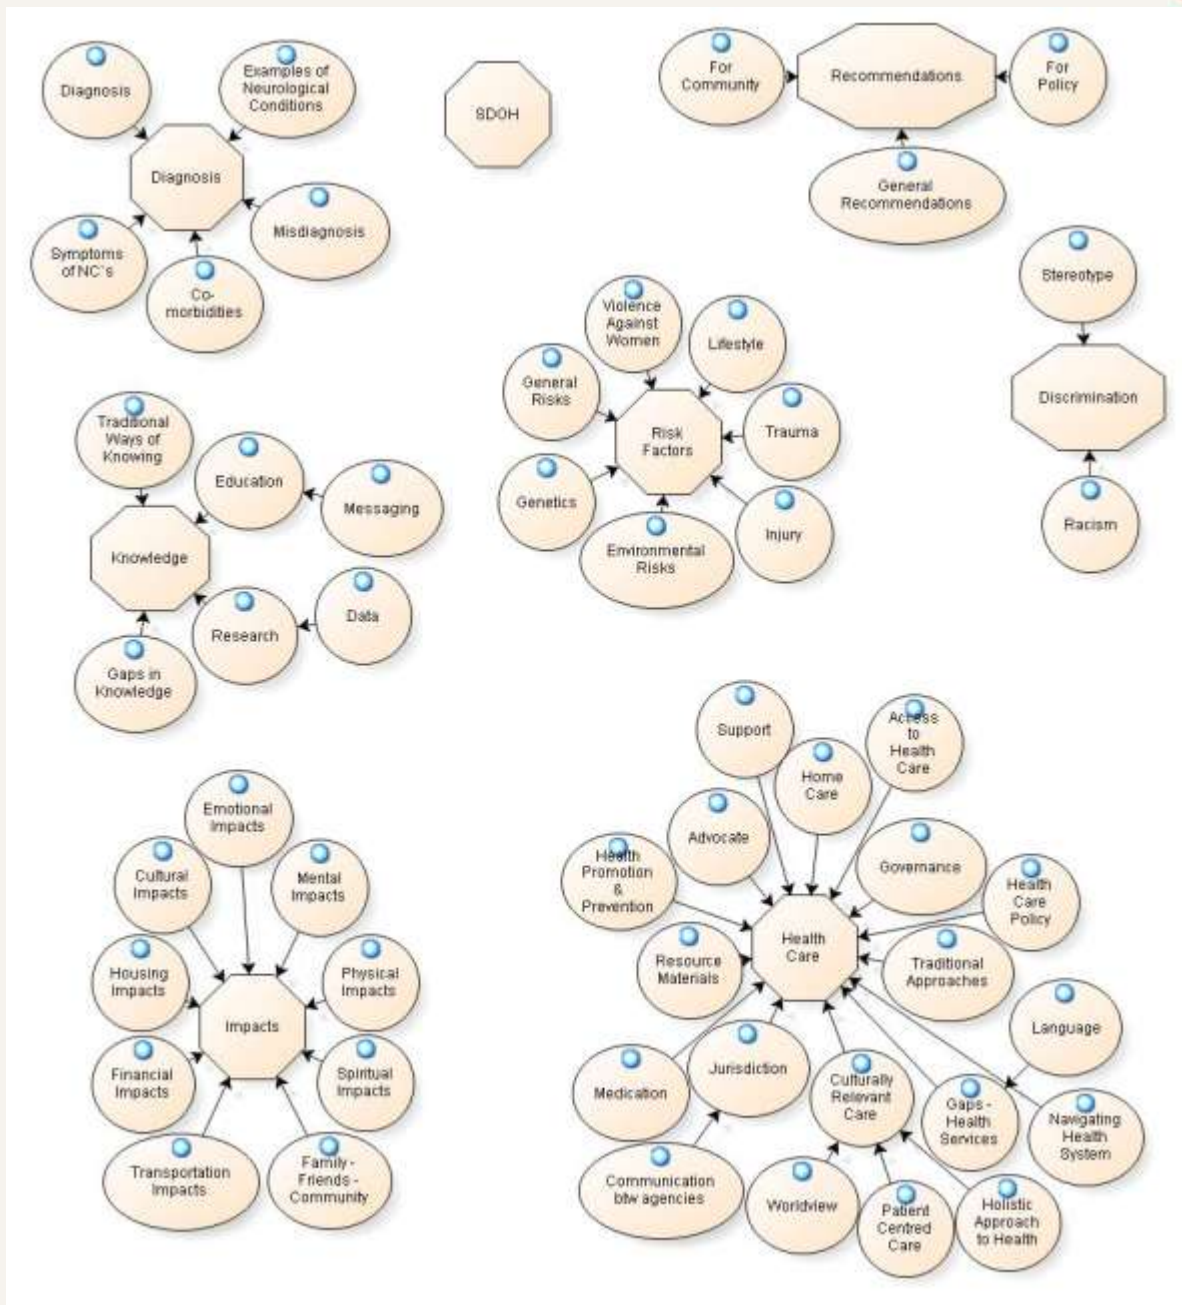 Diagnosis
Examples of
Neurological
Conditions
Diagnosis
Misdiagnosis
Symptoms
of NC`s
Co-
morbidities
SDOH
For
Community
Recommendations
For
Policy
General
Recommendations
Stereotype
Discrimination
Racism
Violence
Against
Women
Lifestyle
General
Risks
Risk
Factors
Trauma
Genetics
Environmental
Risks
Injury
Traditional
Ways of
Knowing
Education
Messaging
Knowledge
Research
Data
Gaps in
Knowledge
Emotional
Impacts
Cultural
Impacts
Mental
Impacts
Housing
Impacts
Physical
Impacts
Impacts
Financial
Impacts
Spiritual
Impacts
Transportation
Impacts
Family -
Friends -
Community
Support
Access
to
Health
Care
Home
Care
Advocate
Health
Promotion
&
Prevention
Governance
Health
Care
Policy
Health
Care
Resource
Materials
Traditional
Approaches
Language
Medication
Jurisdiction
Culturally
Relevant
Care
Gaps -
Health
Services
Navigating
Health
System
Communication
btw agencies
Worldview
Patient
Centred
Care
Holistic
Approach
to Health